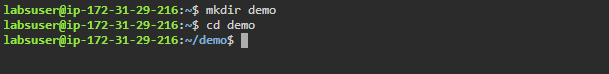 labsuser@ip-172-31-29-216:~$ mkdir demo
labsuser@ip-172-31-29-216:~$ cd demo
labsuser@ip-172-31-29-216:~/demo$